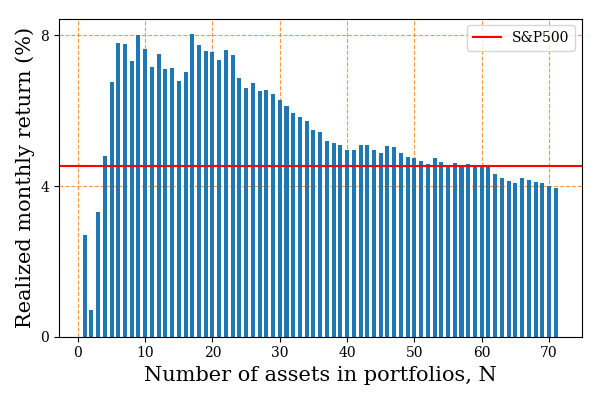 Realized monthly return (%)
8
4
0
S&P500
0 10 20 30 40 50 60 70
Number of assets in portfolios, N